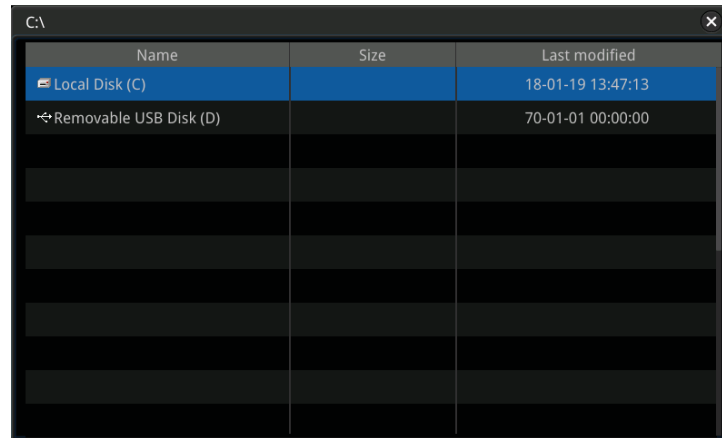 C:\
Name Size Last modified
Local Disk (C) 18-01-19 13:47:13
Removable USB Disk (D) 70-01-01 00:00:00